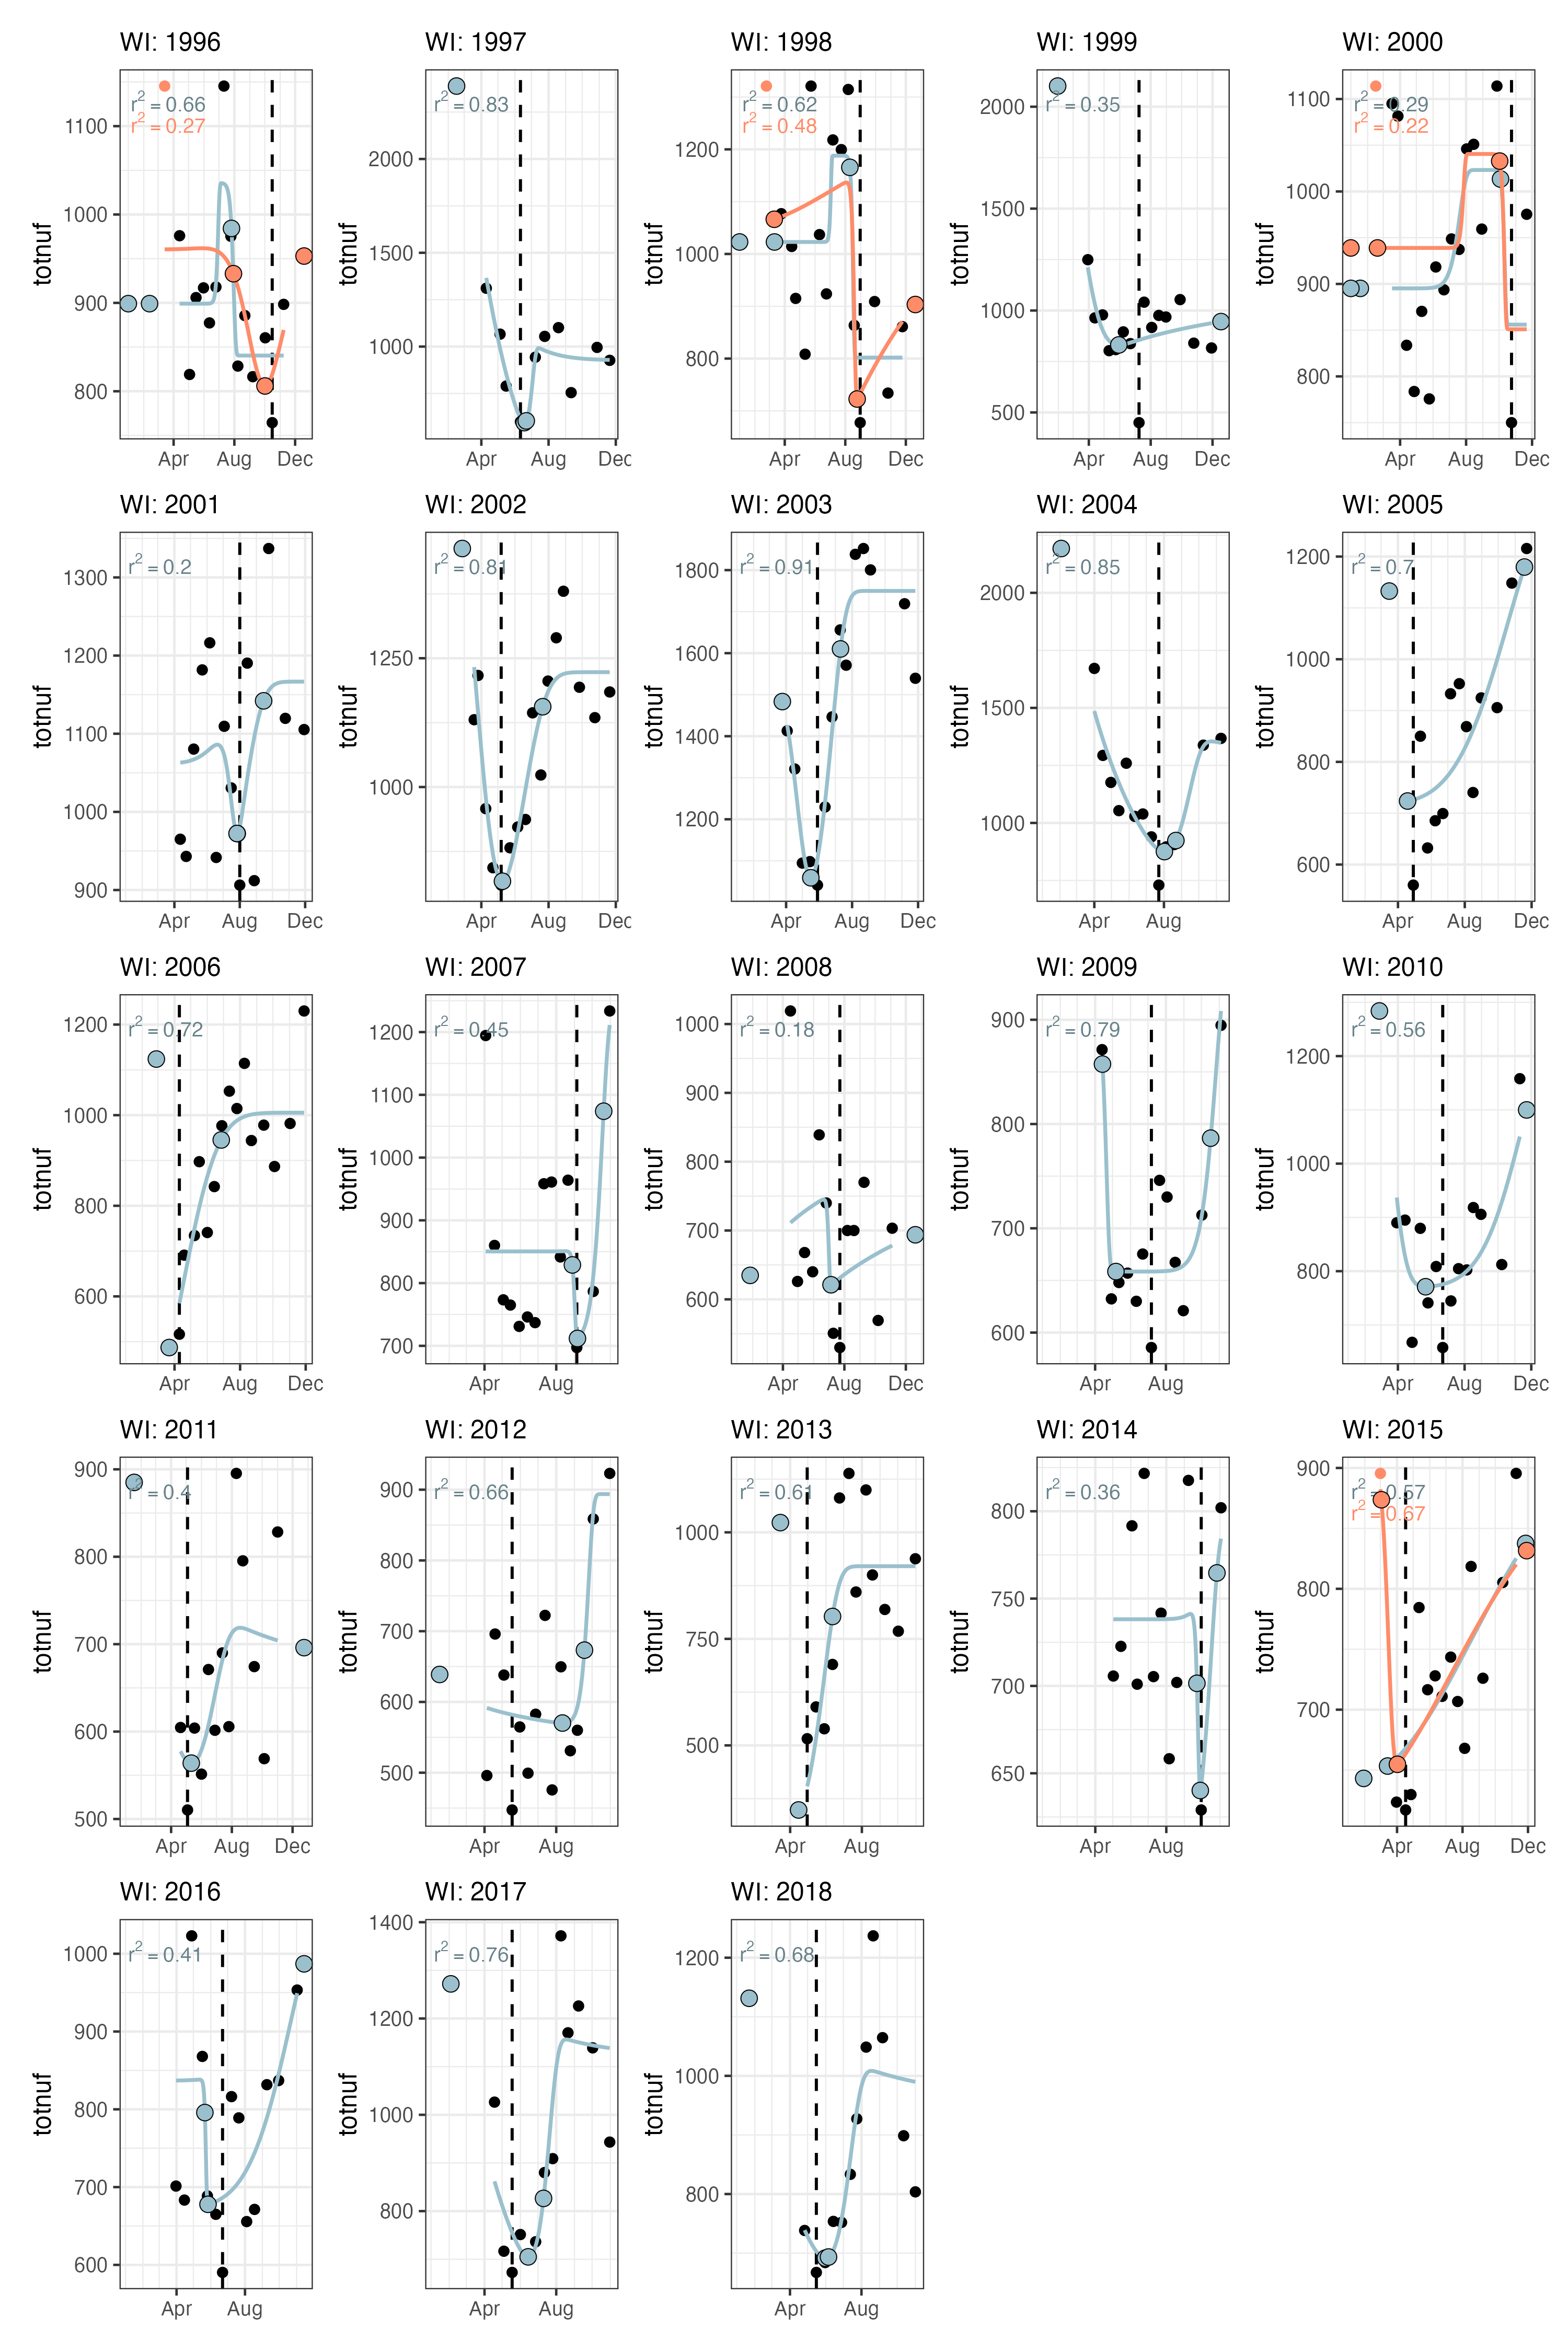 WI: 1996
r² = 0.66
r² = 0.27
1100
1000
900
800
totnuf
Apr Aug Dec
WI: 1997
r² = 0.83
2000
1500
1000
totnuf
Apr Aug Dec
WI: 1998
r² = 0.62
r² = 0.48
1200
1000
800
totnuf
Apr Aug Dec
WI: 1999
r² = 0.35
2000
1500
1000
500
totnuf
Apr Aug Dec
WI: 2000
r² = 0.29
r² = 0.22
1100
1000
900
800
totnuf
Apr Aug Dec
WI: 2001
r² = 0.2
1300
1200
1100
1000
900
totnuf
Apr Aug Dec
WI: 2002
r² = 0.81
1250
1000
totnuf
Apr Aug Dec
WI: 2003
r² = 0.91
1800
1600
1400
1200
totnuf
Apr Aug Dec
WI: 2004
r² = 0.85
2000
1500
1000
totnuf
Apr Aug
WI: 2005
r² = 0.7
1200
1000
800
600
totnuf
Apr Aug Dec
WI: 2006
r² = 0.72
1200
1000
800
600
totnuf
Apr Aug Dec
WI: 2007
r² = 0.45
1200
1100
1000
900
800
700
totnuf
Apr Aug
WI: 2008
r² = 0.18
1000
900
800
700
600
totnuf
Apr Aug Dec
WI: 2009
r² = 0.79
900
800
700
600
totnuf
Apr Aug
WI: 2010
r² = 0.56
1200
1000
800
totnuf
Apr Aug Dec
WI: 2011
r² = 0.4
900
800
700
600
500
totnuf
Apr Aug Dec
WI: 2012
r² = 0.66
900
800
700
600
500
totnuf
Apr Aug
WI: 2013
r² = 0.61
1000
750
500
totnuf
Apr Aug
WI: 2014
r² = 0.36
800
750
700
650
totnuf
Apr Aug
WI: 2015
r² = 0.57
r² = 0.67
900
800
700
totnuf
Apr Aug Dec
WI: 2016
r² = 0.41
1000
900
800
700
600
totnuf
Apr Aug
WI: 2017
r² = 0.76
1400
1200
1000
800
totnuf
Apr Aug
WI: 2018
r² = 0.68
1200
1000
800
totnuf
Apr Aug